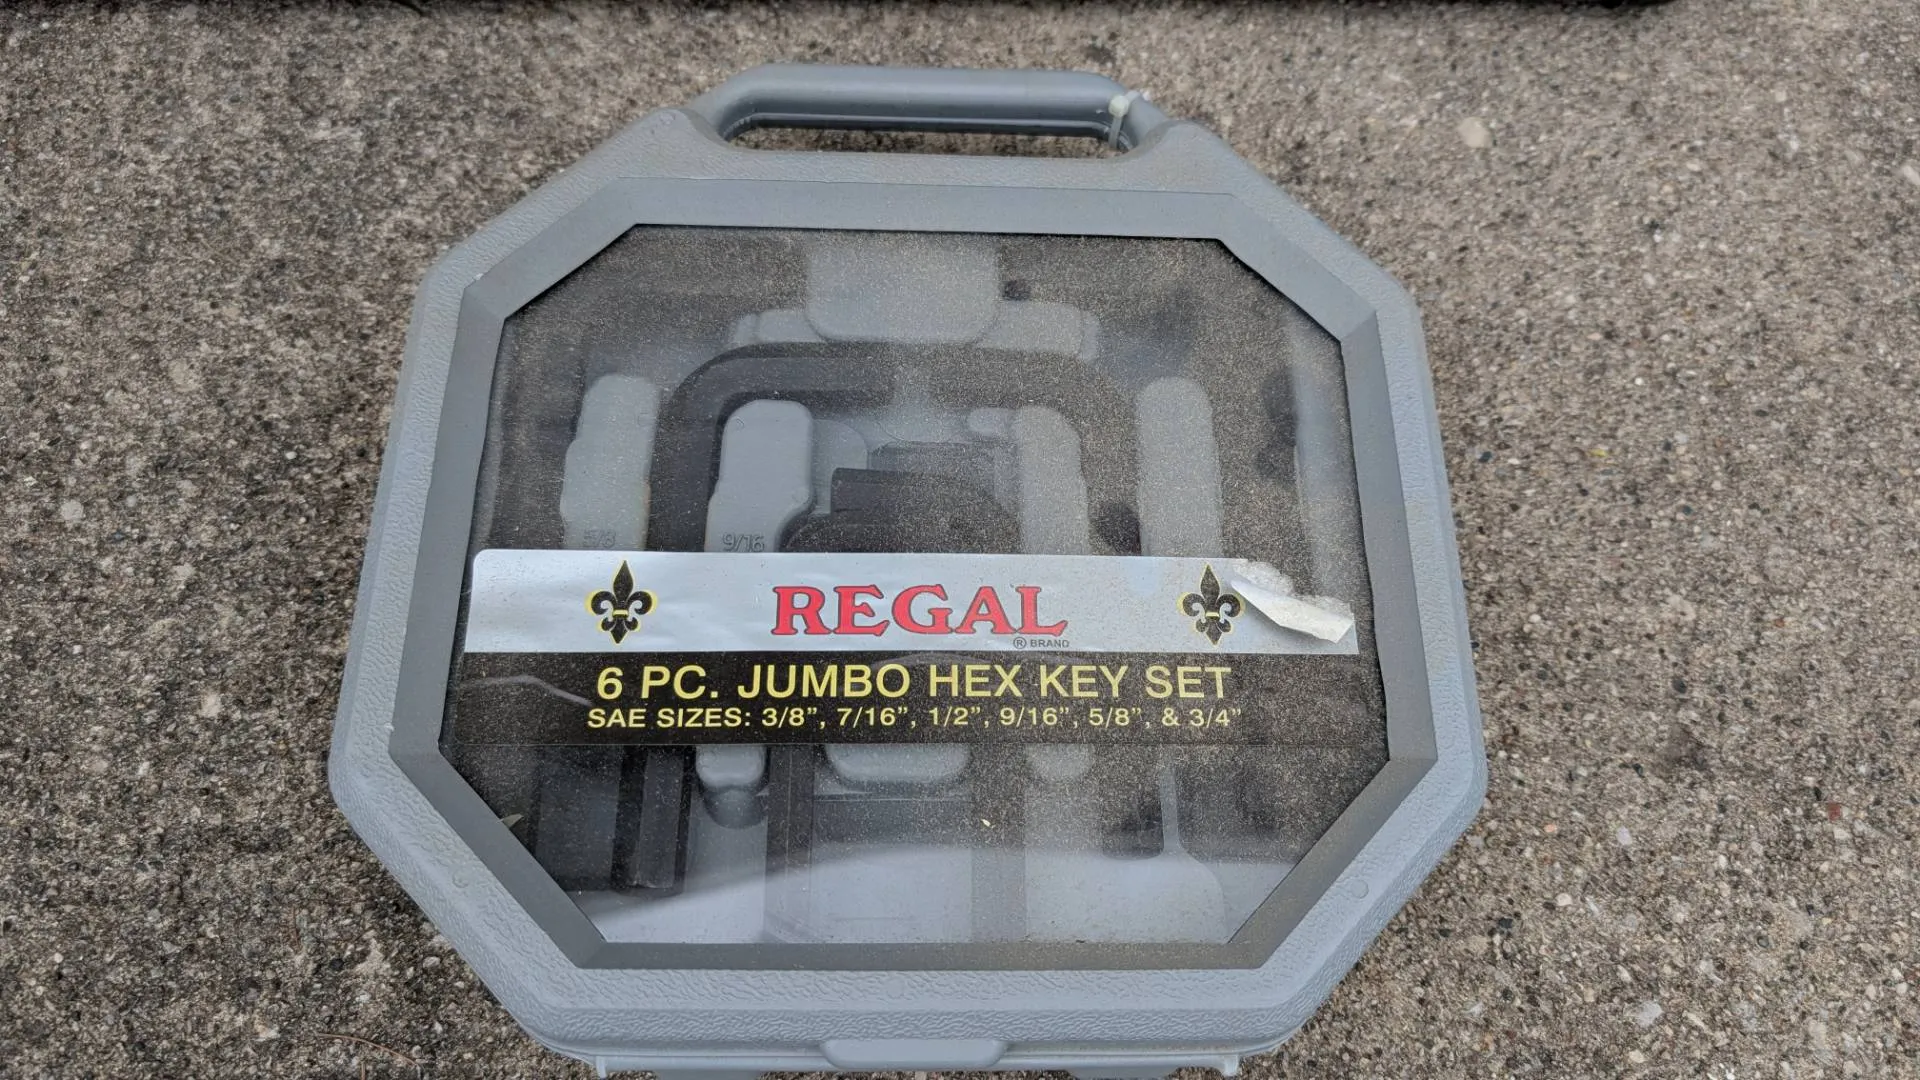 5/8
9/16
REGAL
® BRAND
6 PC. JUMBO HEX KEY SET
SAE SIZES: 3/8”, 7/16”, 1/2”, 9/16”, 5/8”, & 3/4”